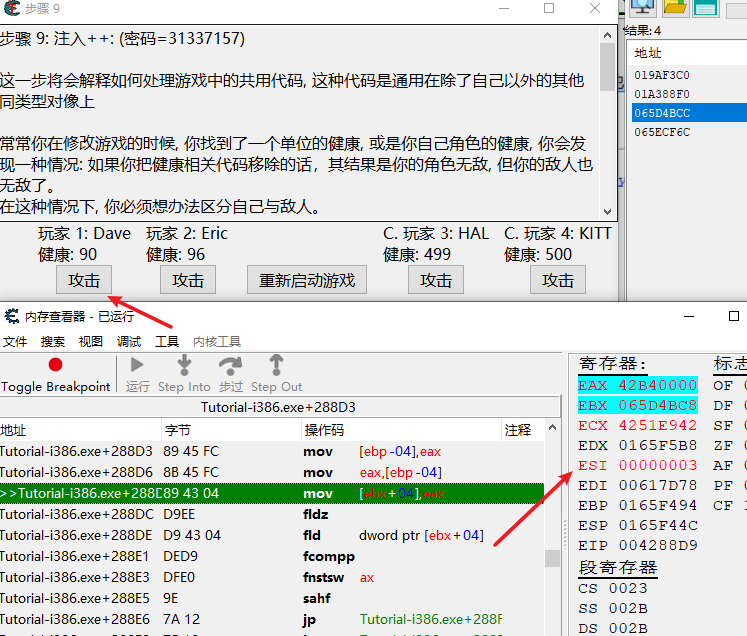 步骤 9
步骤 9: 注入++: (密码=31337157)
这一步将会解释如何处理游戏中的共用代码, 这种代码是通用在除了自己以外的其他
同类型对像上
常常你在修改游戏的时候, 你找到了一个单位的健康, 或是你自己角色的健康, 你会发
现一种情况: 如果你把健康相关代码移除的话，其结果是你的角色无敌, 但你的敌人也
无敌了。
在这种情况下, 你必须想办法区分自己与敌人。
玩家 1: Dave 玩家 2: Eric C. 玩家 3: HAL C. 玩家 4: KITT
健康: 90 健康: 96 健康: 499 健康: 500
攻击 攻击 重新启动游戏 攻击 攻击
结果: 4
地址
019AF3C0
01A388F0
065D4BCC
065ECF6C
内存查看器 - 已运行
文件 搜索 视图 调试 工具 内核工具
Toggle Breakpoint 运行 Step Into 步过 Step Out
Tutorial-i386.exe+288D3
地址 字节 操作码 注释
Tutorial-i386.exe+288D3 89 45 FC mov [ebp-04],eax
Tutorial-i386.exe+288D6 8B 45 FC mov eax,[ebp-04]
>>Tutorial-i386.exe+288D 89 43 04 mov [ebx+04],eax
Tutorial-i386.exe+288DC D9EE fldz
Tutorial-i386.exe+288DE D9 43 04 fld dword ptr [ebx+04]
Tutorial-i386.exe+288E1 DED9 fcompp
Tutorial-i386.exe+288E3 DFE0 fnstsw ax
Tutorial-i386.exe+288E5 9E sahf
Tutorial-i386.exe+288E6 7A 12 jp Tutorial-i386.exe+288F
寄存器: 标志
EAX 42B40000 OF
EBX 065D4BC8 DF
ECX 4251E942 SF
EDX 0165F5B8 ZF
ESI 00000003 AF
EDI 00617D78 PF
EBP 0165F494 CF
ESP 0165F44C
EIP 004288D9
段寄存器
CS 0023
SS 002B
DS 002B